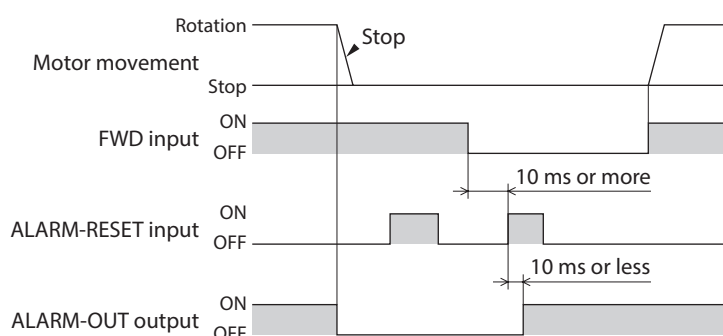 Rotation
Stop
Motor movement
Stop
ON
FWD input
OFF
10 ms or more
ON
ALARM-RESET input
OFF
10 ms or less
ON
ALARM-OUT output
OFF